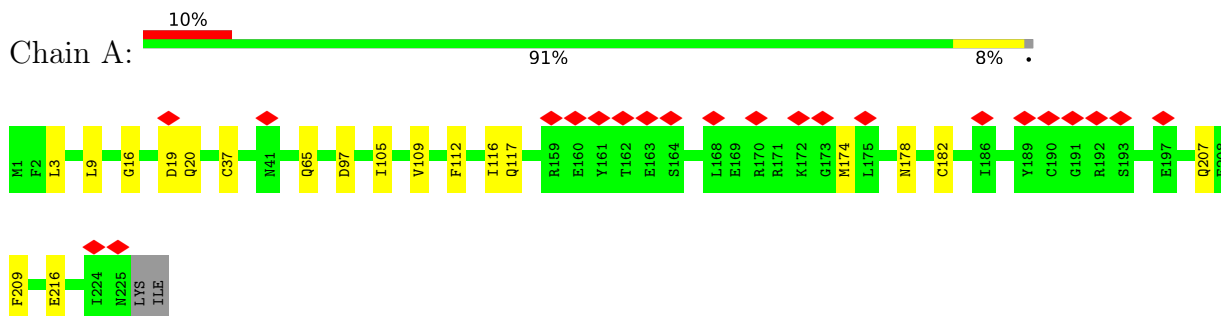 10%
Chain A:
91% 8% •
M1 F2 L3 L9 G16 D19 Q20 C37 N41 Q65 D97 I105 V109 F112 I116 Q117 R159 E160 Y161 T162 E163 S164 L168 E169 R170 R171 K172 G173 M174 L175 N178 C182 I186 Y189 C190 G191 R192 S193 E197 Q207
F209 E216 I224 N225 LYS ILE